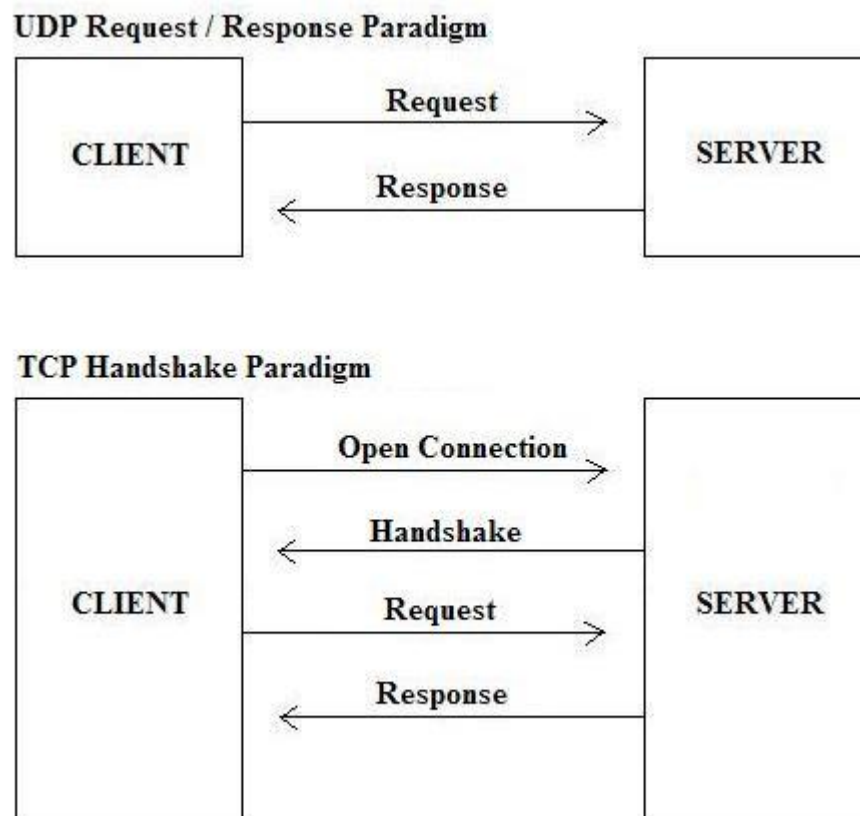 UDP Request / Response Paradigm
Request
CLIENT
SERVER
Response
TCP Handshake Paradigm
Open Connection
Handshake
CLIENT
Request
SERVER
Response